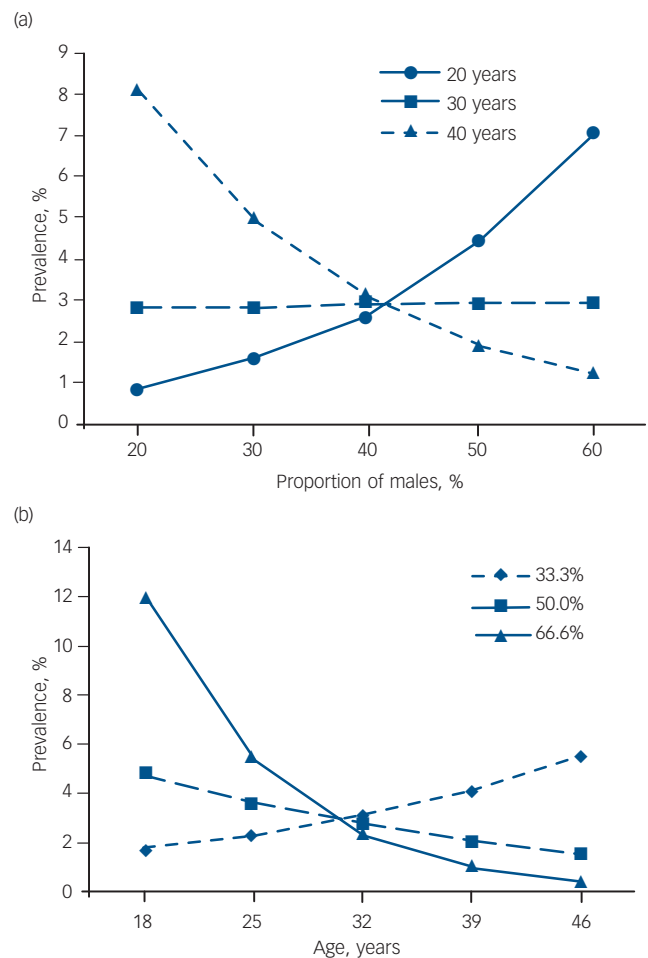 (a)
9
8
7
6
5
4
3
2
1
0
Prevalence, %
20 years
30 years
40 years
20 30 40 50 60
Proportion of males, %
(b)
14
12
10
8
6
4
2
0
Prevalence, %
33.3%
50.0%
66.6%
18 25 32 39 46
Age, years